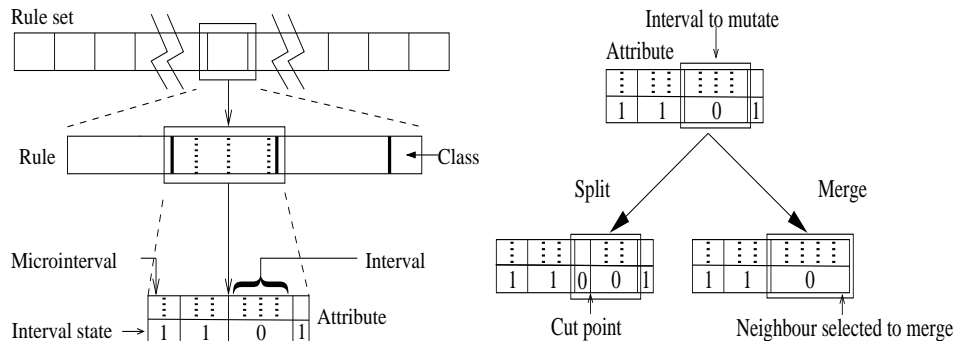 Rule set
Rule
Class
Microinterval
Interval
Interval state
1 1 0 1
Attribute
Interval to mutate
Attribute
1 1 0 1
Split
Merge
1 1 0 0 1
1 1 0
Cut point
Neighbour selected to merge